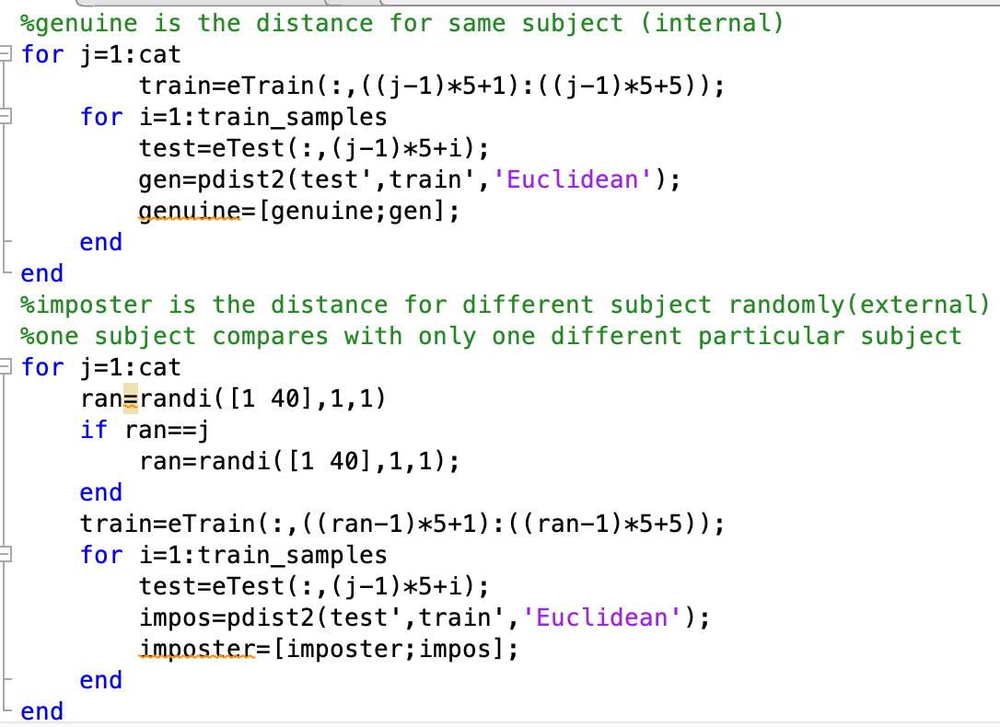 %genuine is the distance for same subject (internal)
for j=1:cat
        train=eTrain(:,((j-1)*5+1):((j-1)*5+5));
    for i=1:train_samples
        test=eTest(:,(j-1)*5+i);
        gen=pdist2(test',train','Euclidean');
        genuine=[genuine;gen];
    end
end
%imposter is the distance for different subject randomly(external)
%one subject compares with only one different particular subject
for j=1:cat
    ran=randi([1 40],1,1)
    if ran==j
        ran=randi([1 40],1,1);
    end
    train=eTrain(:,((ran-1)*5+1):((ran-1)*5+5));
    for i=1:train_samples
        test=eTest(:,(j-1)*5+i);
        impos=pdist2(test',train','Euclidean');
        imposter=[imposter;impos];
    end
end